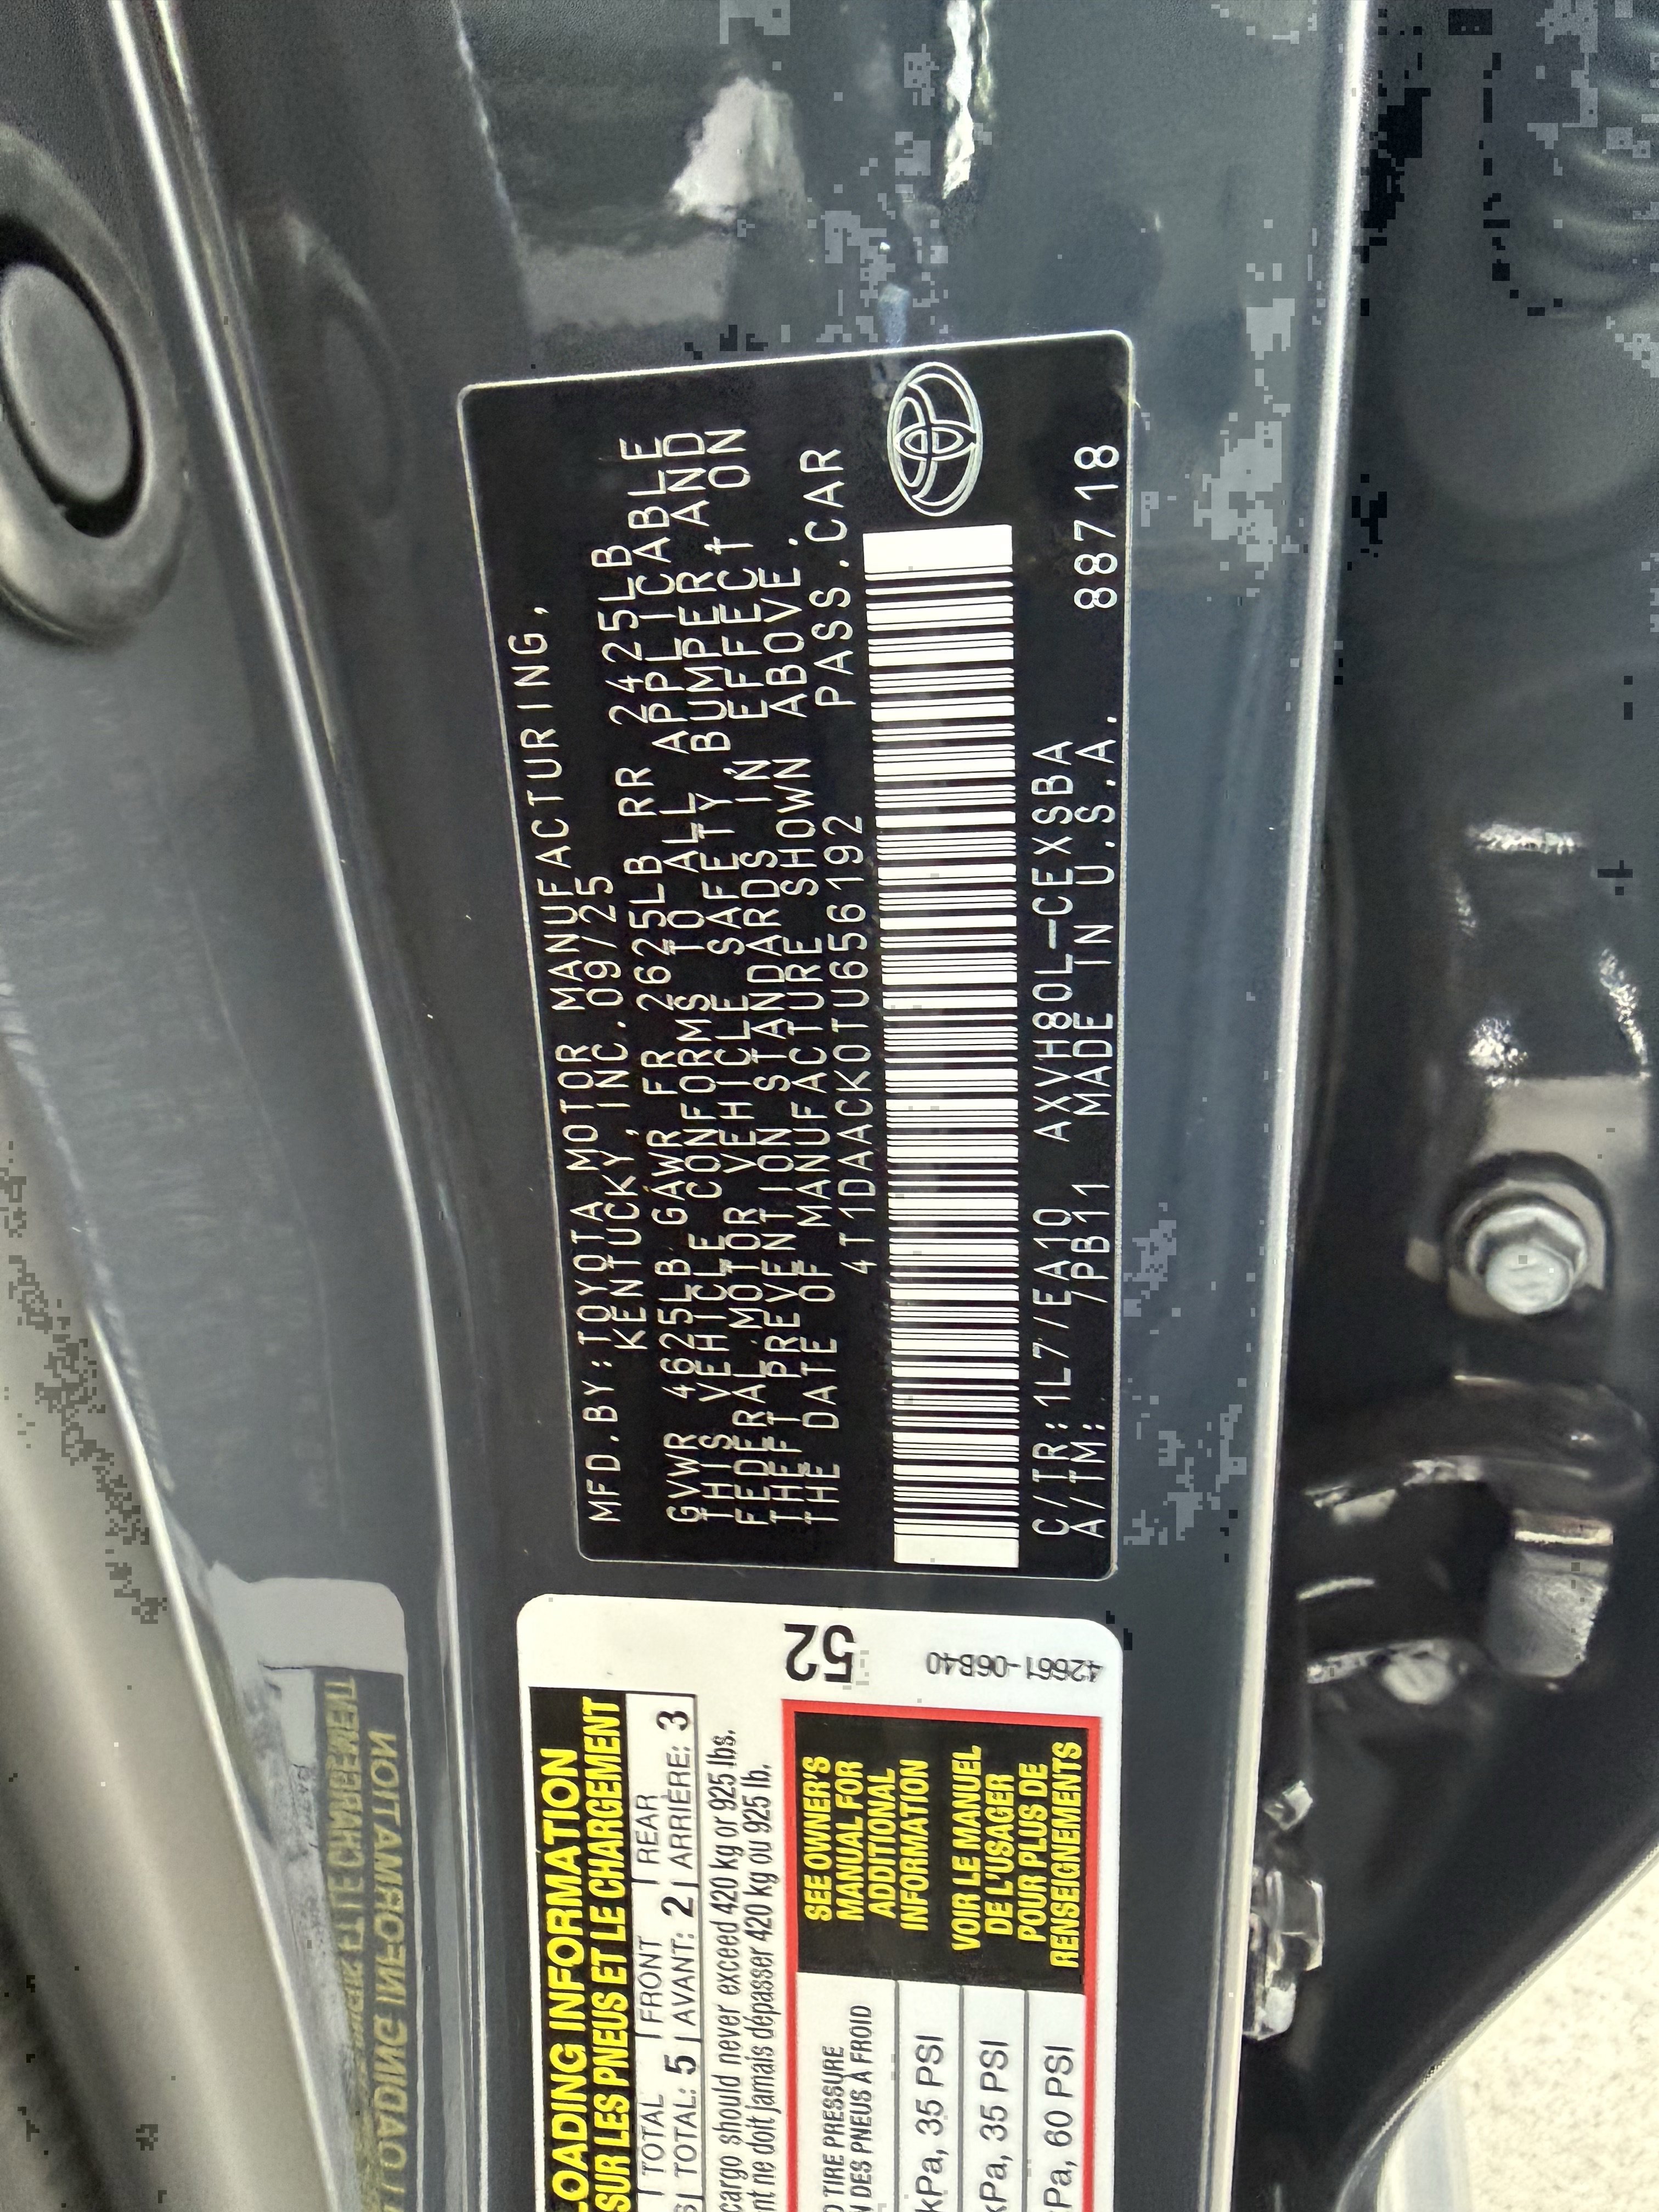 MFD.BY:TOYOTA MOTOR MANUFACTURING,
KENTUCKY, INC. 09/25
GVWR 4625LB GAWR FR 2625LB RR 2425LB
THIS VEHICLE CONFORMS TO ALL APPLICABLE
FEDERAL MOTOR VEHICLE SAFETY, BUMPER, AND
THEFT PREVENTION STANDARDS IN EFFECT ON
THE DATE OF MANUFACTURE SHOWN ABOVE.
4T1DAACK0TU656192 PASS.CAR
C/TR:1L7/EA10 AXVH80L-CEXSBA
A/TM: /PB11 MADE IN U.S.A. 88718
LOADING INFORMATION
SUR LES PNEUS ET LE CHARGEMENT
TOTAL FRONT REAR
TOTAL: 5 AVANT: 2 ARRIÈRE: 3
cargo should never exceed 420 kg or 925 lbs.
ne doit jamais dépasser 420 kg ou 925 lb.
TIRE PRESSURE
DES PNEUS À FROID
kPa, 35 PSI
kPa, 35 PSI
kPa, 60 PSI
SEE OWNER'S
MANUAL FOR
ADDITIONAL
INFORMATION
VOIR LE MANUEL
DE L'USAGER
POUR PLUS DE
RENSEIGNEMENTS
52
42661-06B40